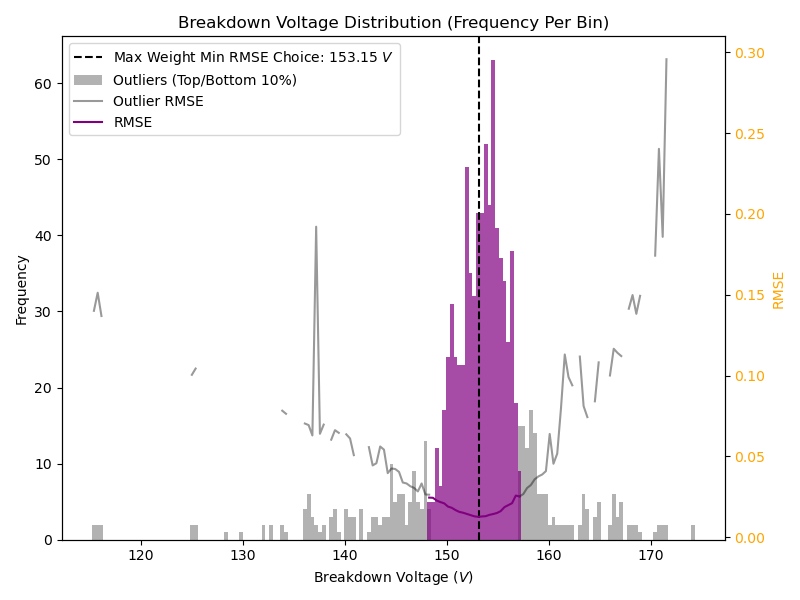 Breakdown Voltage Distribution (Frequency Per Bin)
Max Weight Min RMSE Choice: 153.15 V
Outliers (Top/Bottom 10%)
Outlier RMSE
RMSE
Frequency
0
10
20
30
40
50
60
120
130
140
150
160
170
Breakdown Voltage (V)
0.30
0.25
0.20
0.15
0.10
0.05
0.00
RMSE